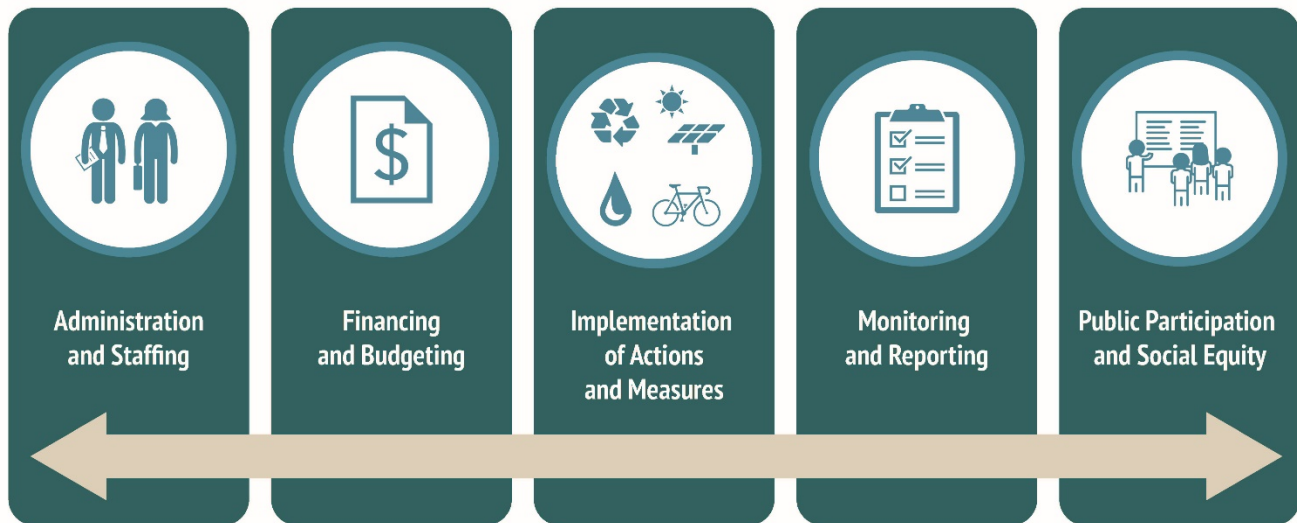 Administration
and Staffing
Financing
and Budgeting
Implementation
of Actions
and Measures
Monitoring
and Reporting
Public Participation
and Social Equity
$